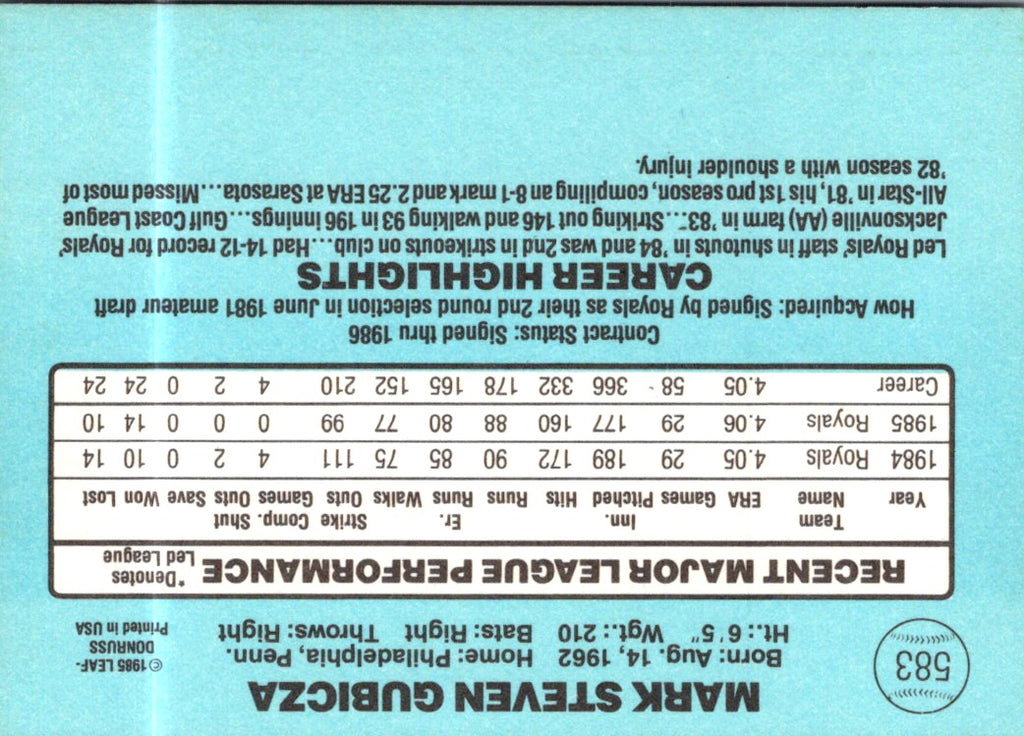 583
MARK STEVEN GUBICZA
Born: Aug. 14, 1962 Home: Philadelphia, Penn.
Ht.: 6'5" Wgt.: 210 Bats: Right Throws: Right
© 1985 LEAF-
DONRUSS
Printed in USA
RECENT MAJOR LEAGUE PERFORMANCE
*Denotes
Led League
Year Team Name ERA Games Inn. Pitched Hits Runs Er. Runs Walks Strike Outs Comp. Games Shut Outs Save Won Lost
1984 Royals 4.05 29 189 172 90 85 75 111 4 2 0 10 14
1985 Royals 4.06 29 177 160 88 80 77 99 0 0 0 14 10
Career 4.05 58 366 332 178 165 152 210 4 2 0 24 24
Contract Status: Signed thru 1986
How Acquired: Signed by Royals as their 2nd round selection in June 1981 amateur draft
CAREER HIGHLIGHTS
Led Royals' staff in shutouts in '84 and was 2nd in strikeouts on club...Had 14-12 record for Royals'
Jacksonville (AA) farm in '83...Striking out 146 and walking 93 in 196 innings...Gulf Coast League
All-Star in '81, his 1st pro season, compiling an 8-1 mark and 2.25 ERA at Sarasota...Missed most of
'82 season with a shoulder injury.